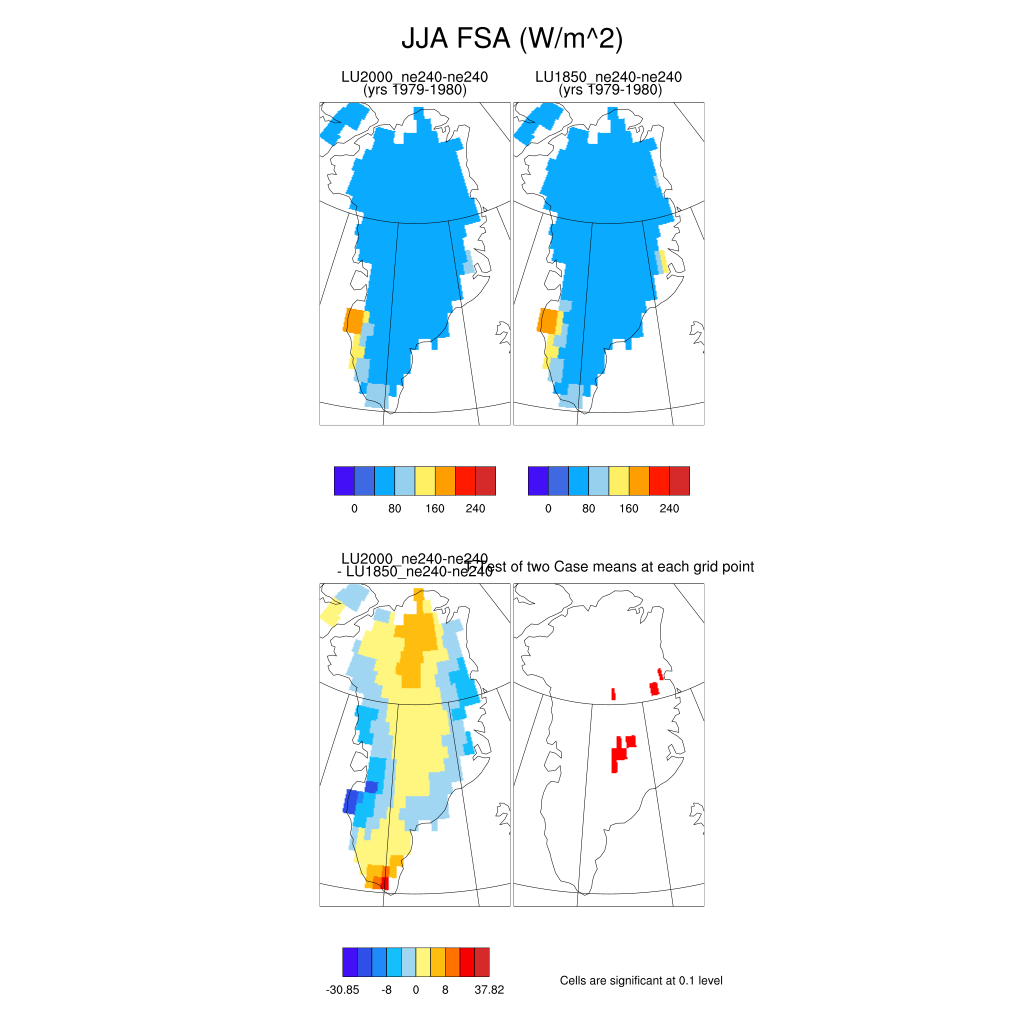 JJA FSA (W/m^2)
LU2000_ne240-ne240
(yrs 1979-1980)
LU1850_ne240-ne240
(yrs 1979-1980)
0 80 160 240
0 80 160 240
LU2000_ne240-ne240
- LU1850_ne240-ne240
T-Test of two Case means at each grid point
-30.85 -8 0 8 37.82
Cells are significant at 0.1 level